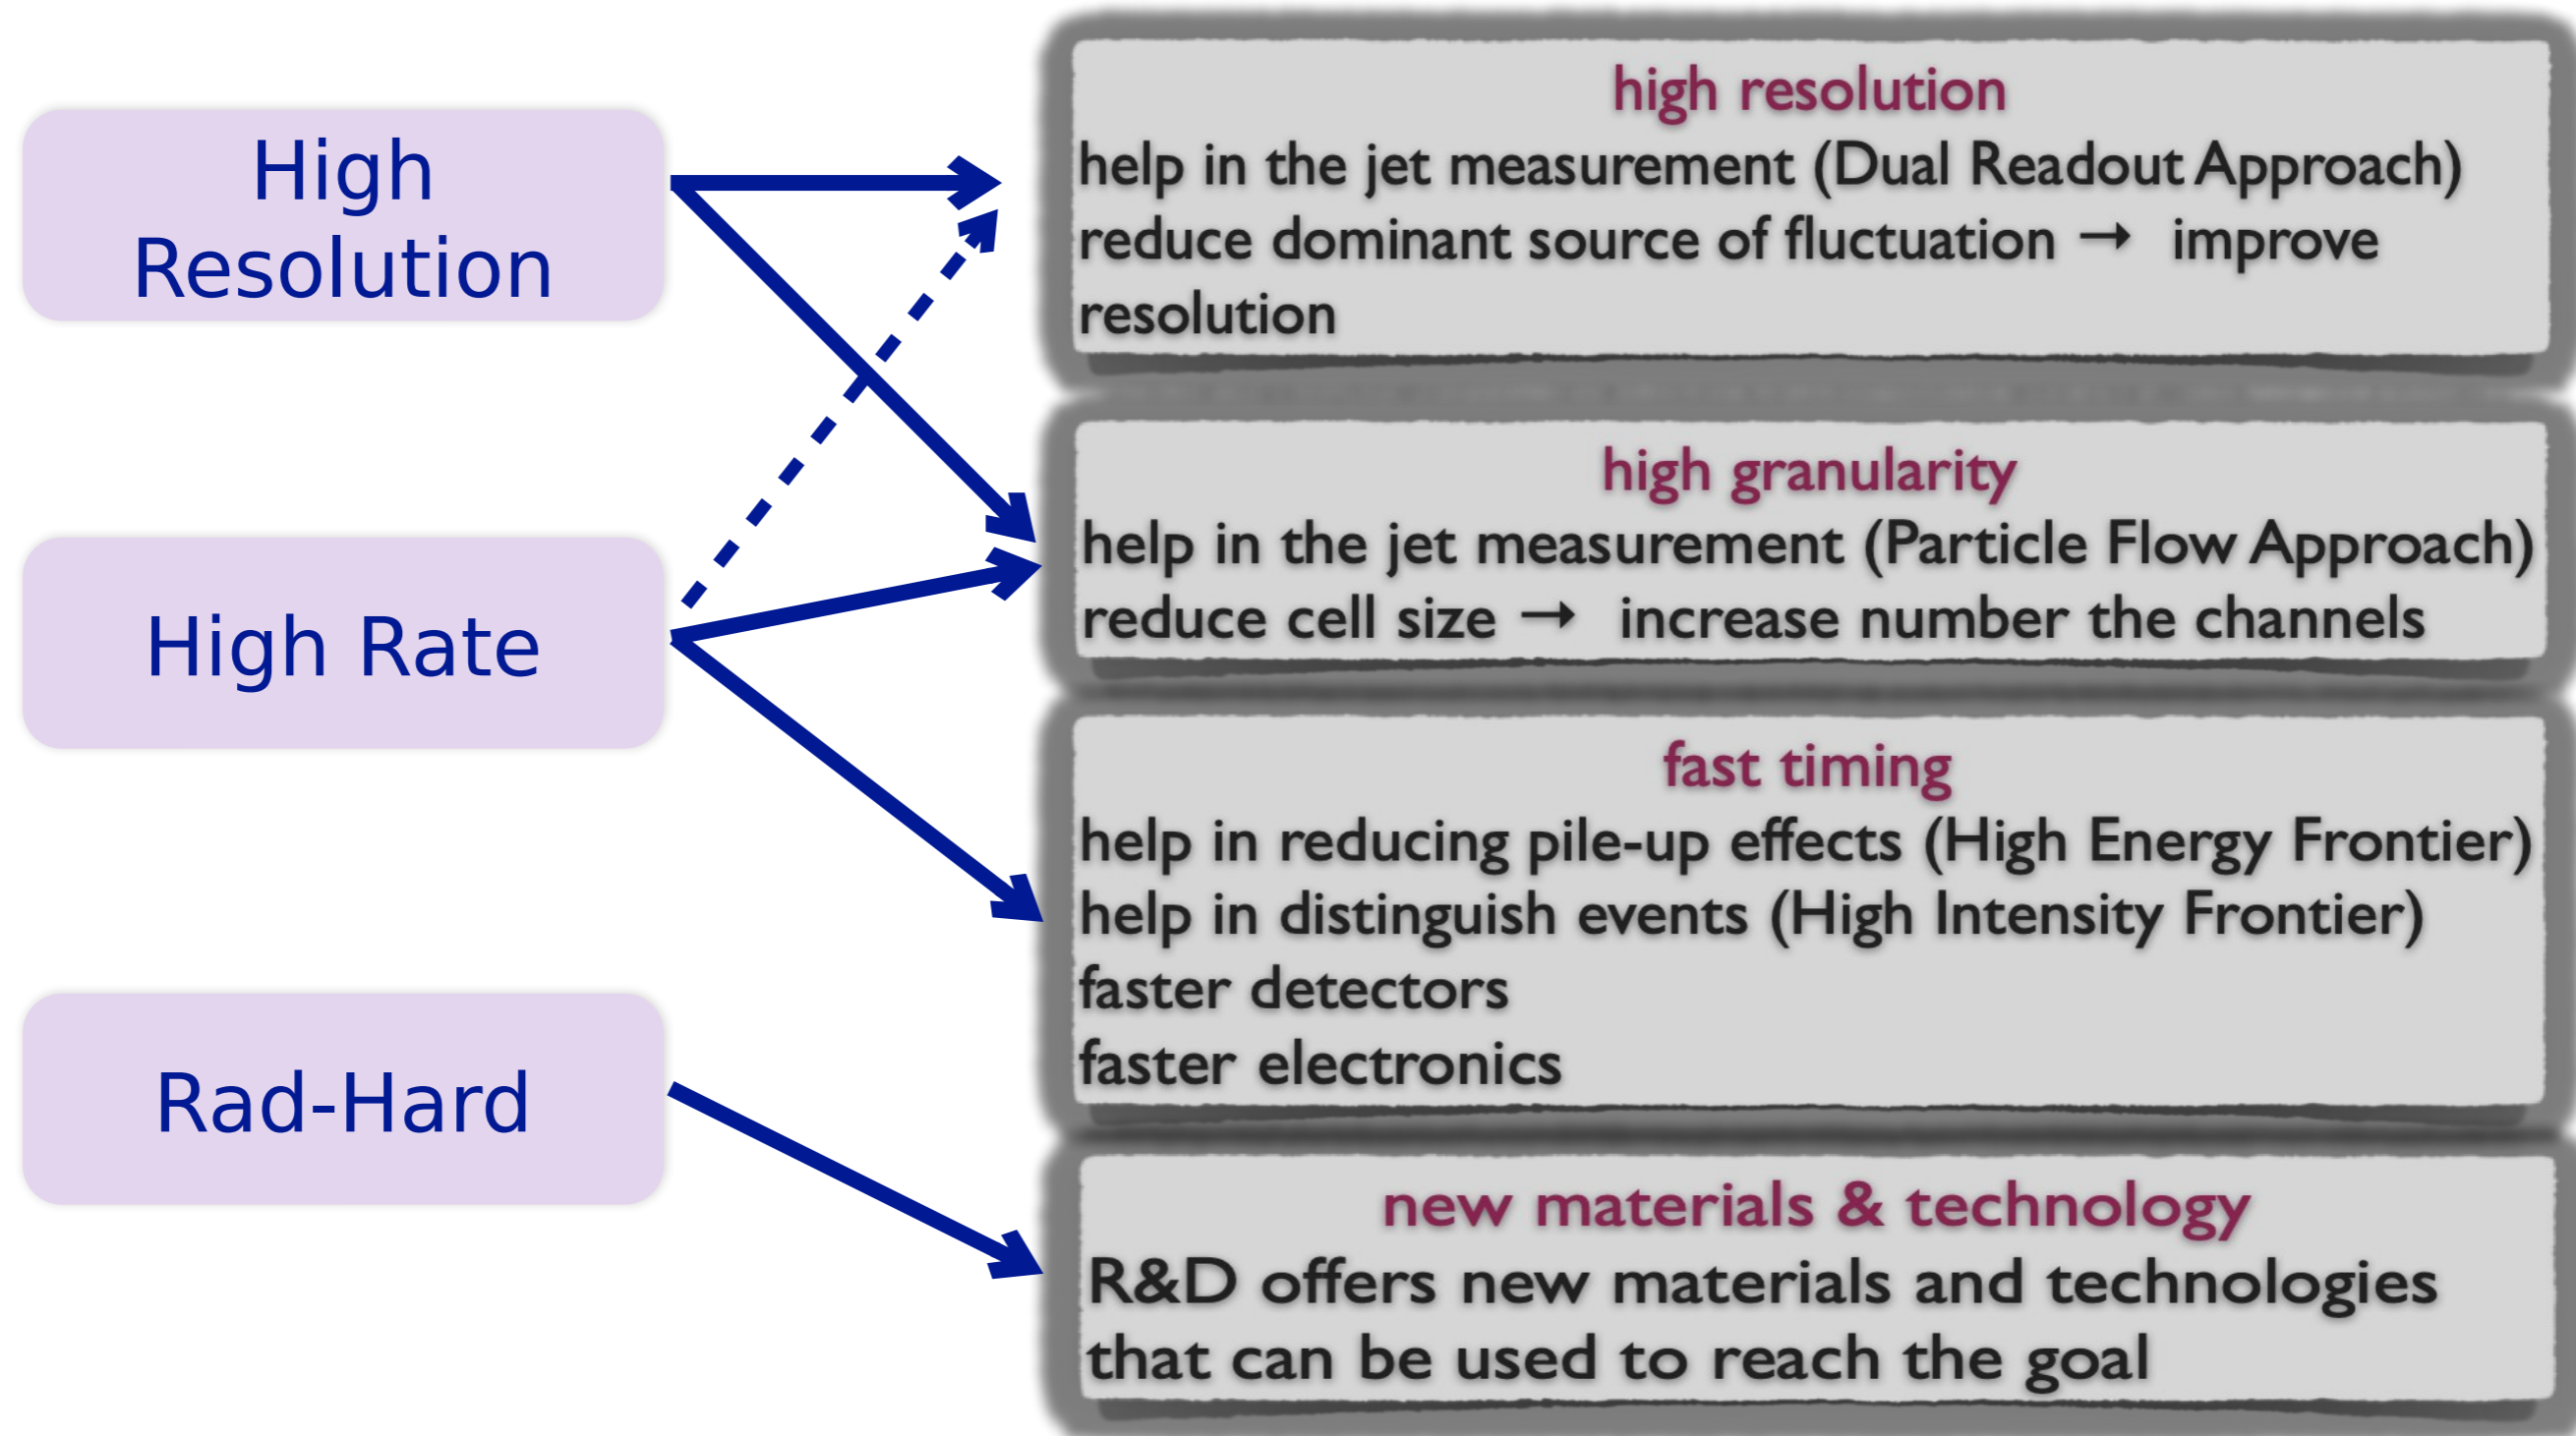 High
Resolution
High Rate
Rad-Hard
high resolution
help in the jet measurement (Dual Readout Approach)
reduce dominant source of fluctuation → improve
resolution
high granularity
help in the jet measurement (Particle Flow Approach)
reduce cell size → increase number the channels
fast timing
help in reducing pile-up effects (High Energy Frontier)
help in distinguish events (High Intensity Frontier)
faster detectors
faster electronics
new materials & technology
R&D offers new materials and technologies
that can be used to reach the goal